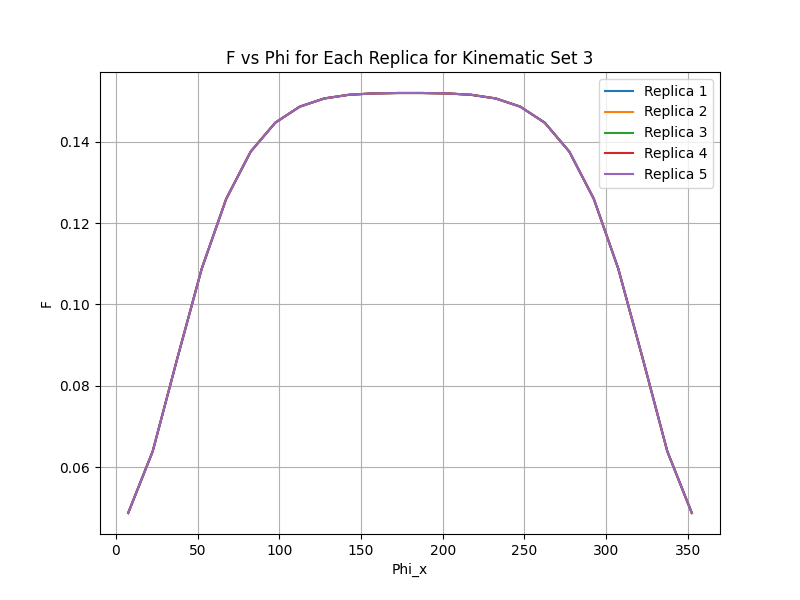 F vs Phi for Each Replica for Kinematic Set 3
Replica 1
Replica 2
Replica 3
Replica 4
Replica 5
0.14
0.12
0.10
0.08
0.06
F
0 50 100 150 200 250 300 350
Phi_x